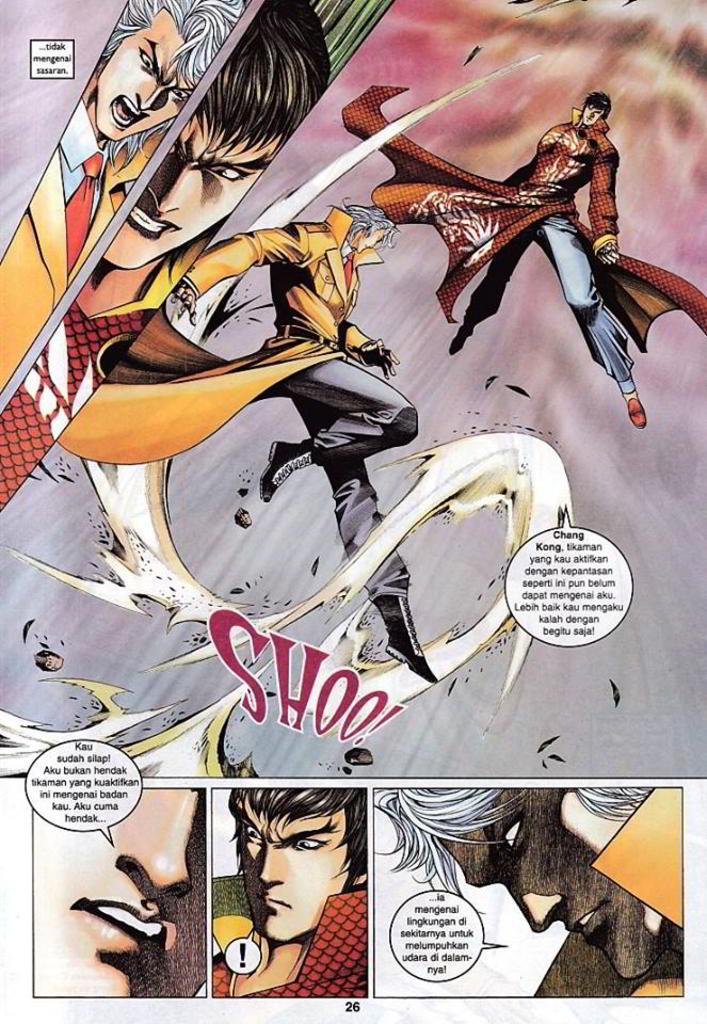 ...tidak
mengenai
sasaran.
Chang
Kong, tikaman
yang kau aktifkan
dengan kepantasan
seperti ini pun belum
dapat mengenai aku.
Lebih baik kau mengaku
kalah dengan
begitu saja!
SHOO!
Kau
sudah silap!
Aku bukan hendak
tikaman yang kuaktifkan
ini mengenai badan
kau. Aku cuma
hendak...
!
...ia
mengenai
lingkungan di
sekitarnya untuk
melumpuhkan
udara di dalam-
nya!
26